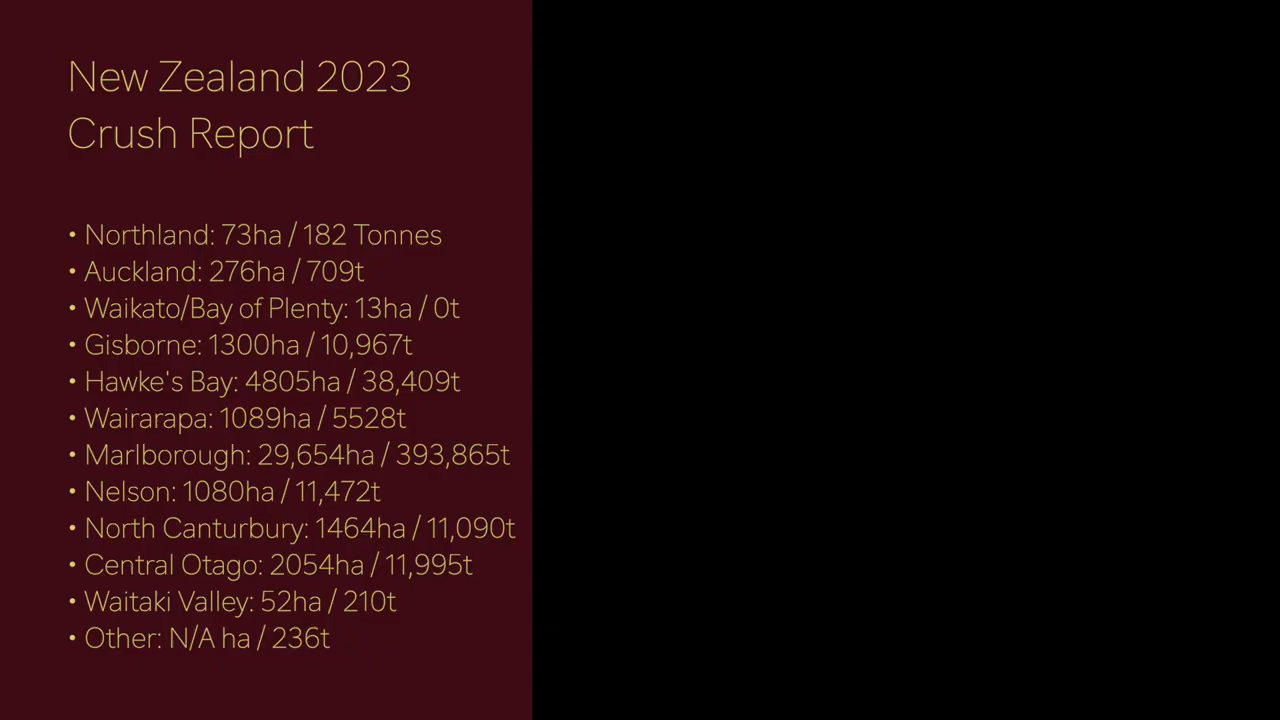 New Zealand 2023
Crush Report
• Northland: 73ha / 182 Tonnes
• Auckland: 276ha / 709t
• Waikato/Bay of Plenty: 13ha / 0t
• Gisborne: 1300ha / 10,967t
• Hawke's Bay: 4805ha / 38,409t
• Wairarapa: 1089ha / 5528t
• Marlborough: 29,654ha / 393,865t
• Nelson: 1080ha / 11,472t
• North Canturbury: 1464ha / 11,090t
• Central Otago: 2054ha / 11,995t
• Waitaki Valley: 52ha / 210t
• Other: N/A ha / 236t